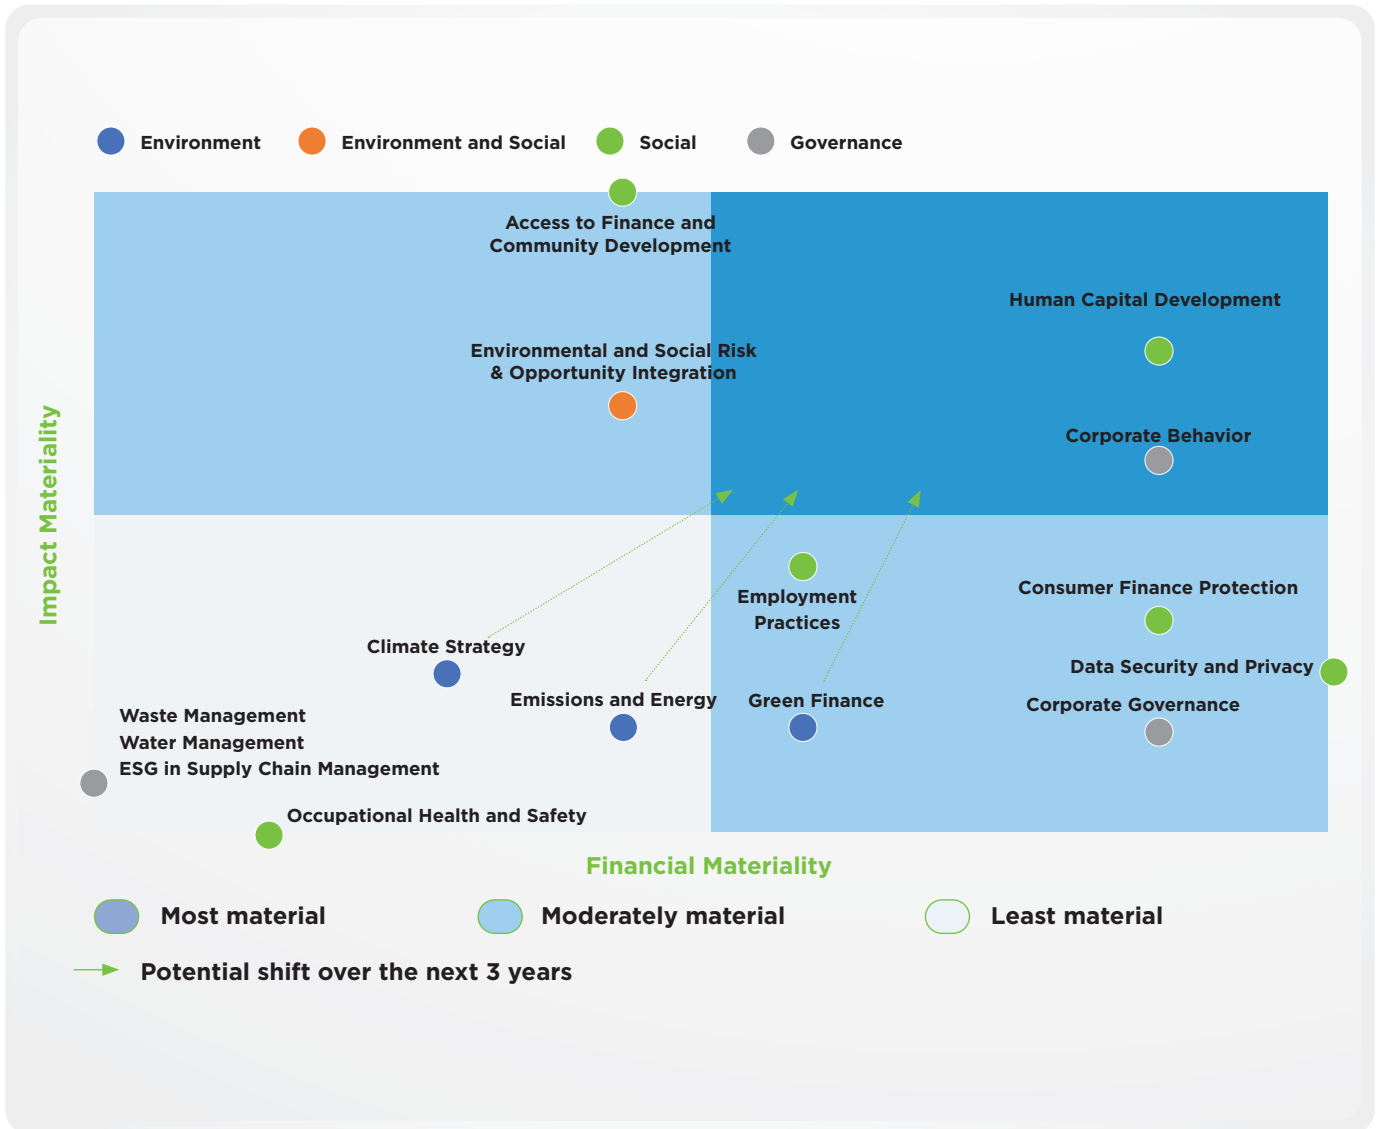 Environment
Environment and Social
Social
Governance
Access to Finance and
Community Development
Human Capital Development
Environmental and Social Risk
& Opportunity Integration
Corporate Behavior
Impact Materiality
Employment
Practices
Consumer Finance Protection
Climate Strategy
Data Security and Privacy
Emissions and Energy
Green Finance
Corporate Governance
Waste Management
Water Management
ESG in Supply Chain Management
Occupational Health and Safety
Financial Materiality
Most material
Moderately material
Least material
Potential shift over the next 3 years